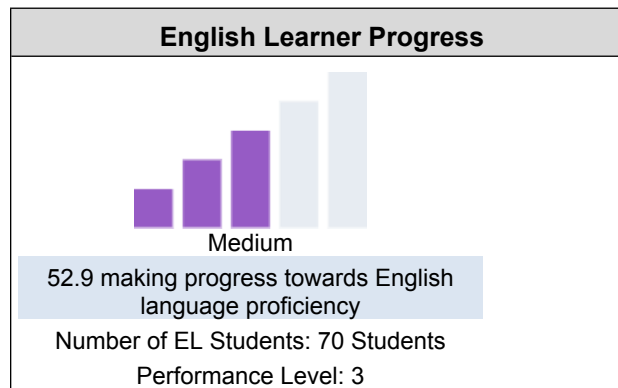 English Learner Progress
Medium
52.9 making progress towards English
language proficiency
Number of EL Students: 70 Students
Performance Level: 3